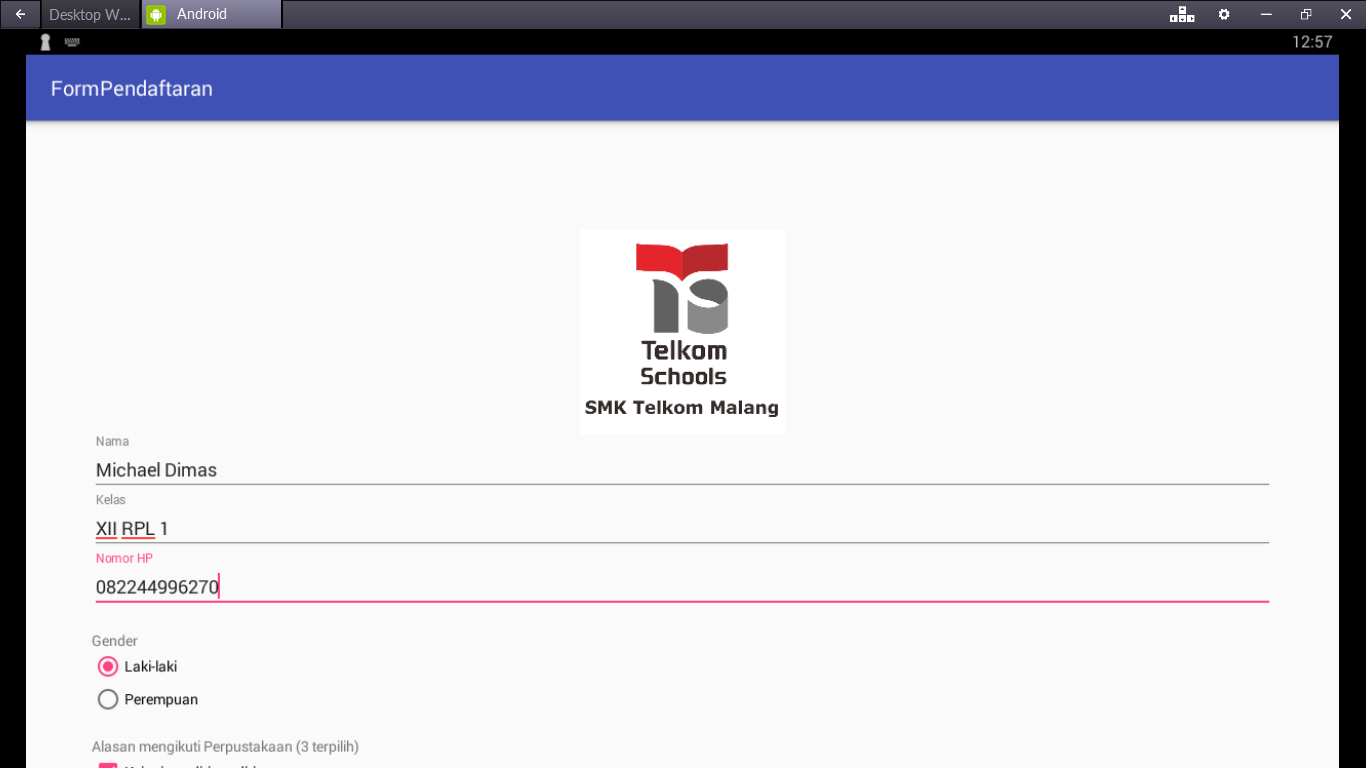 Desktop W...
Android
12:57
FormPendaftaran
Telkom
Schools
SMK Telkom Malang
Nama
Michael Dimas
Kelas
XII RPL 1
Nomor HP
082244996270
Gender
Laki-laki
Perempuan
Alasan mengikuti Perpustakaan (3 terpilih)